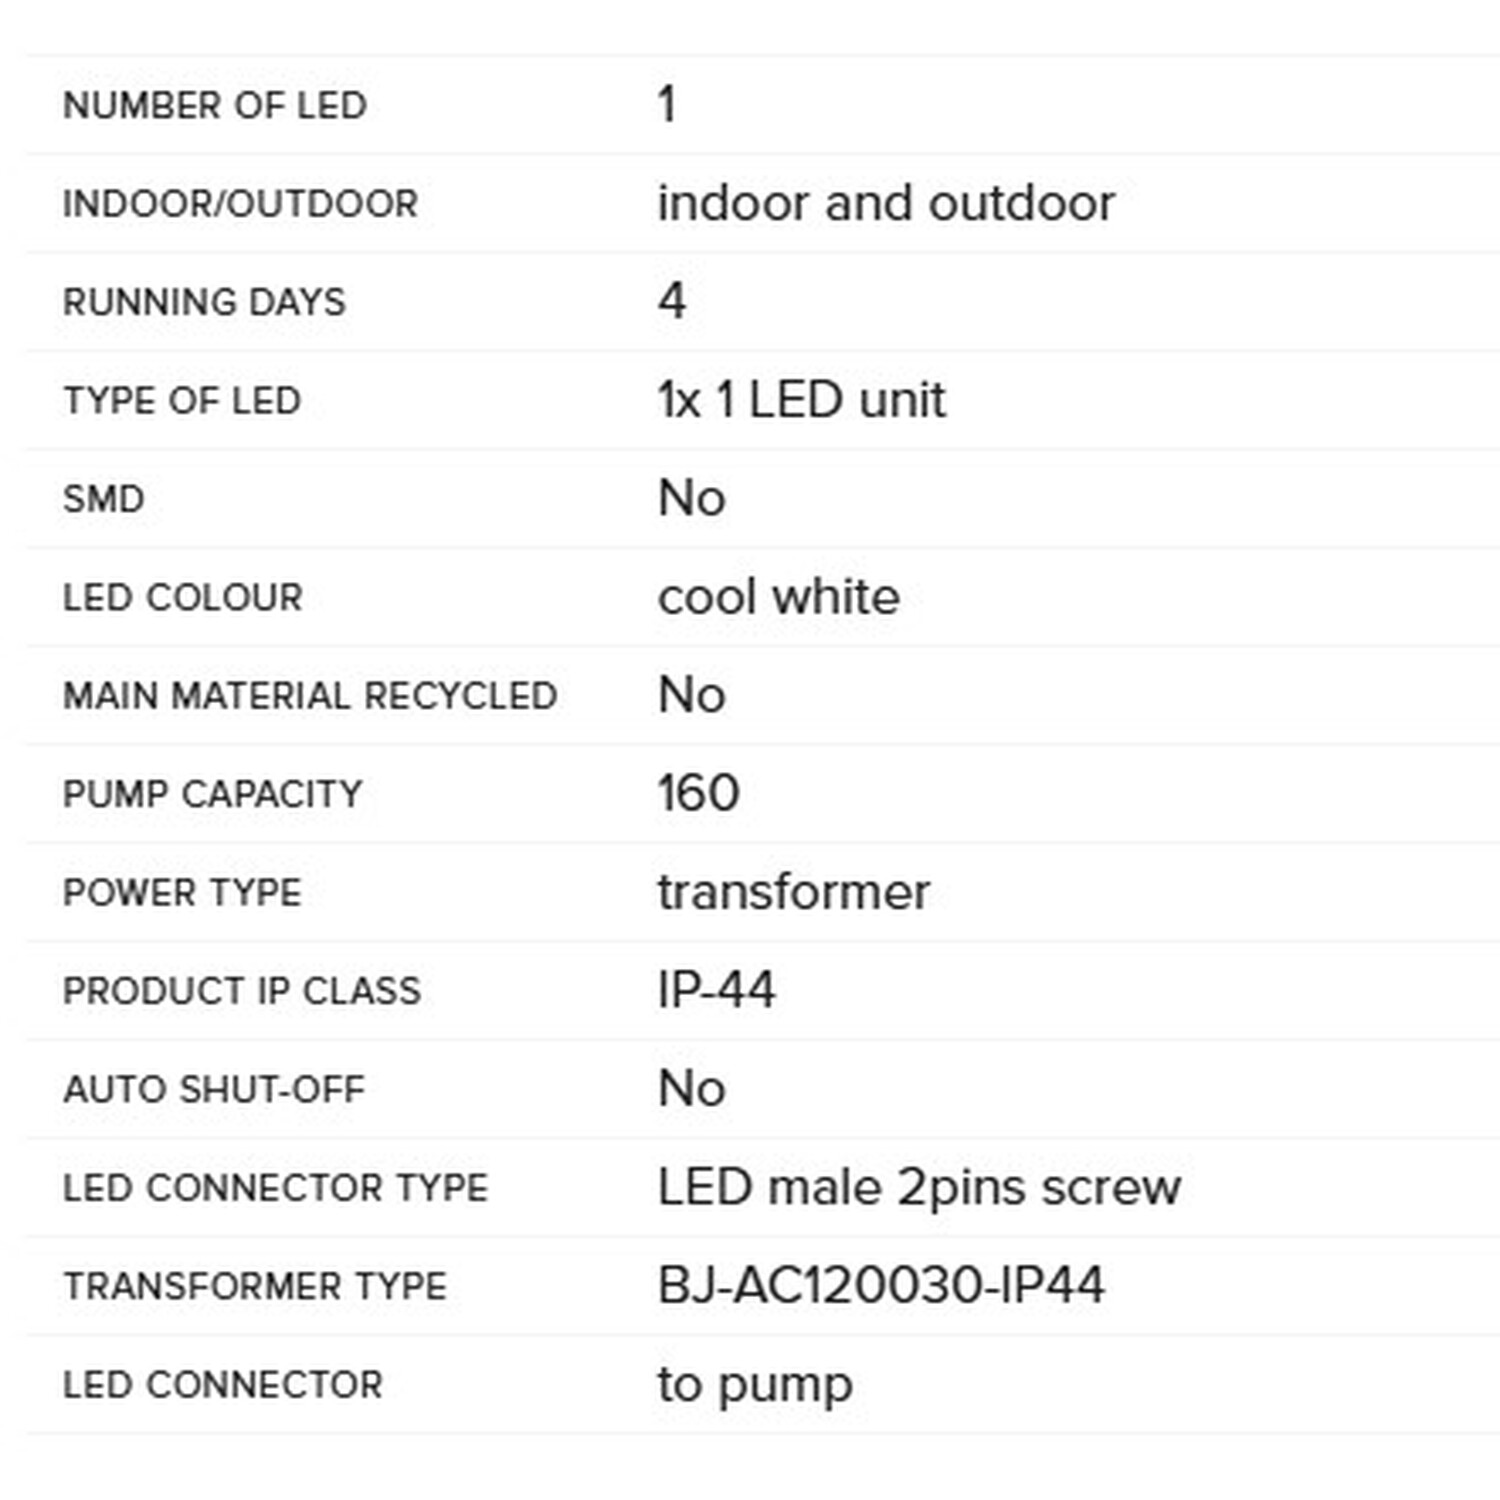 NUMBER OF LED 1
INDOOR/OUTDOOR indoor and outdoor
RUNNING DAYS 4
TYPE OF LED 1x 1 LED unit
SMD No
LED COLOUR cool white
MAIN MATERIAL RECYCLED No
PUMP CAPACITY 160
POWER TYPE transformer
PRODUCT IP CLASS IP-44
AUTO SHUT-OFF No
LED CONNECTOR TYPE LED male 2pins screw
TRANSFORMER TYPE BJ-AC120030-IP44
LED CONNECTOR to pump